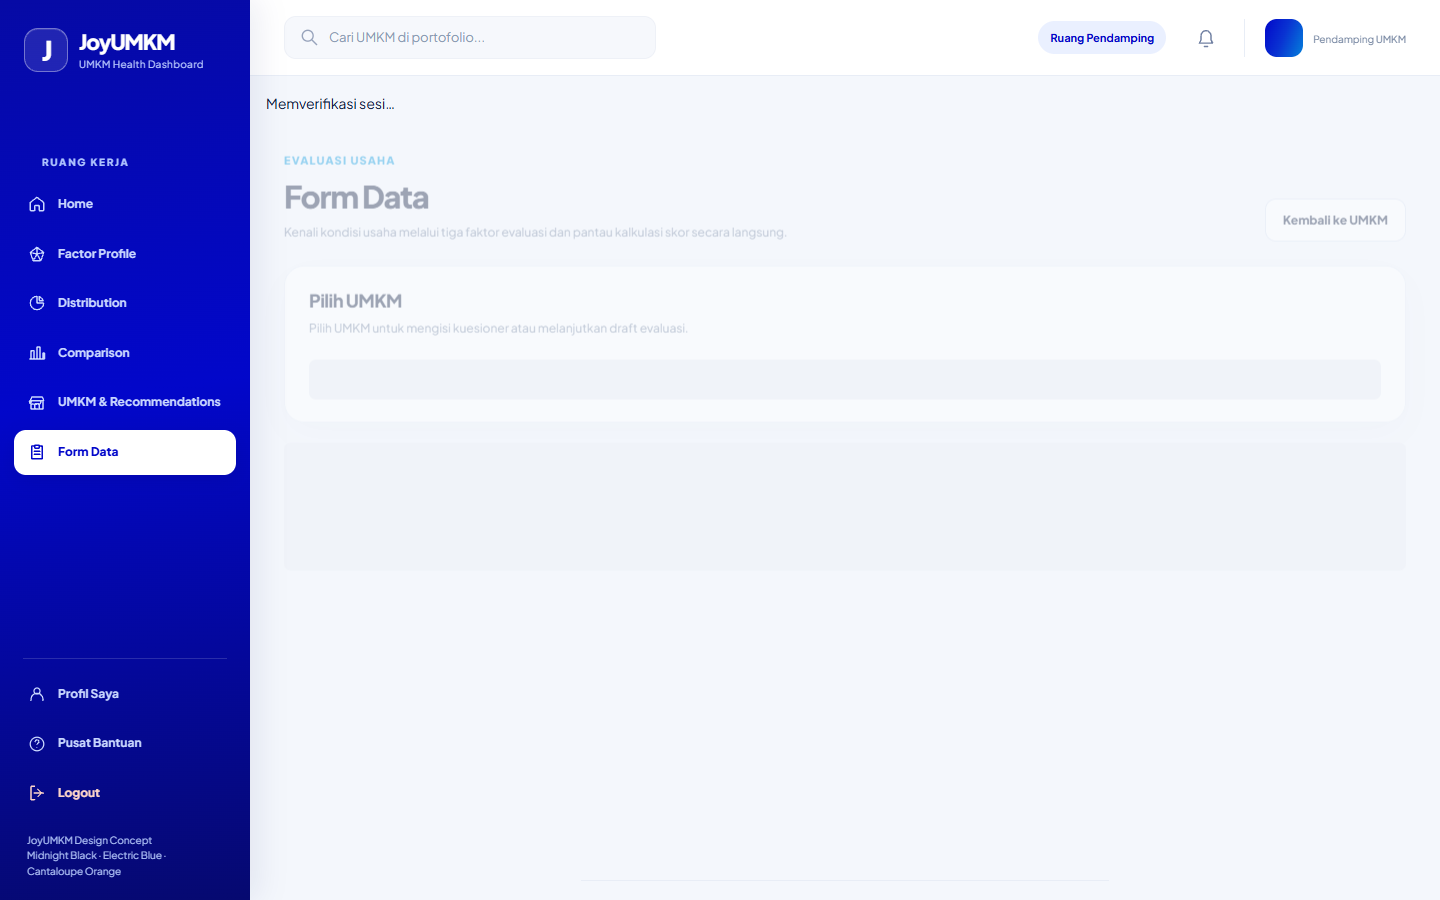 J
JoyUMKM
UMKM Health Dashboard
RUANG KERJA
Home
Factor Profile
Distribution
Comparison
UMKM & Recommendations
Form Data
Profil Saya
Pusat Bantuan
Logout
JoyUMKM Design Concept
Midnight Black · Electric Blue ·
Cantaloupe Orange
Cari UMKM di portofolio...
Ruang Pendamping
Pendamping UMKM
Memverifikasi sesi...
EVALUASI USAHA
Form Data
Kenali kondisi usaha melalui tiga faktor evaluasi dan pantau kalkulasi skor secara langsung.
Kembali ke UMKM
Pilih UMKM
Pilih UMKM untuk mengisi kuesioner atau melanjutkan draft evaluasi.